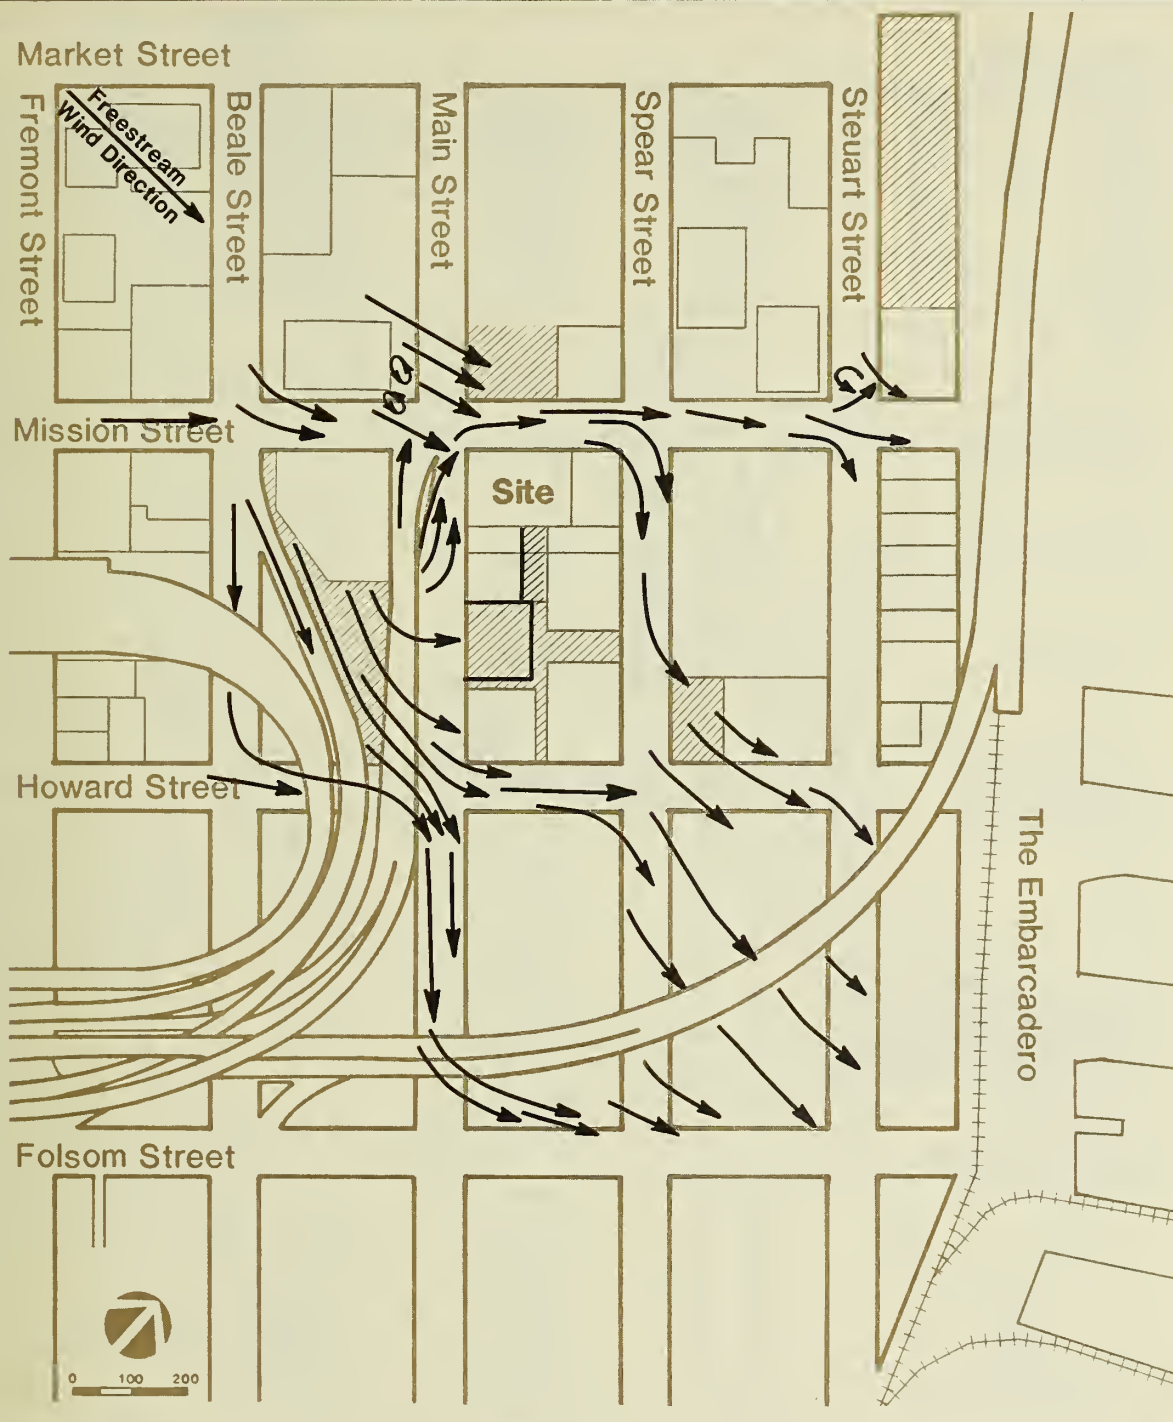 Market Street
Fremont Street
Freestream
Wind Direction
Beale Street
Main Street
Spear Street
Steuart Street
Mission Street
Site
Howard Street
The Embarcadero
Folsom Street
0 100 200